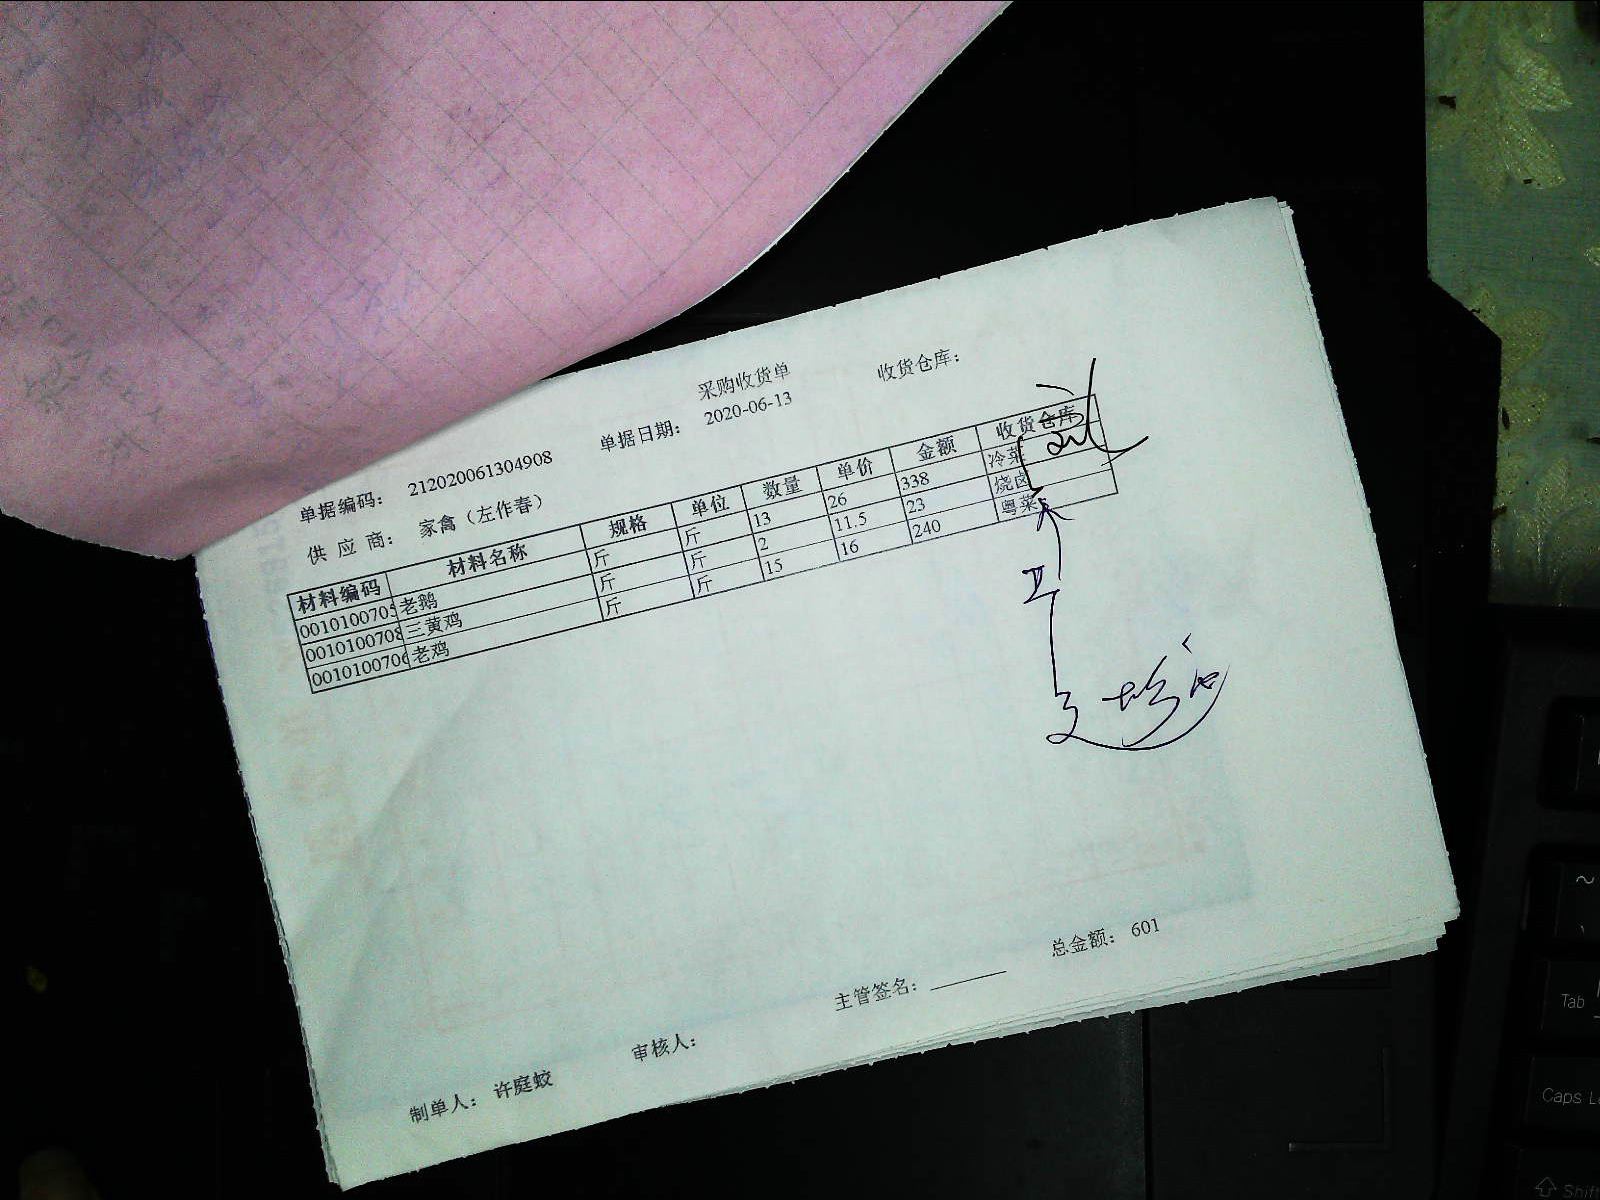 采购收货单 收货仓库：
单据编码： 212020061304908 单据日期： 2020-06-13
供 应 商： 家禽（左作春）
材料编码 材料名称 规格 单位 数量 单价 金额 收货仓库
0010100705 老鹅 斤 斤 13 26 338 冷菜
0010100708 三黄鸡 斤 斤 2 11.5 23 烧卤
0010100706 老鸡 斤 斤 15 16 240 粤菜
总金额： 601
制单人： 许庭蛟 审核人： 主管签名：
Tab
Caps
Shift